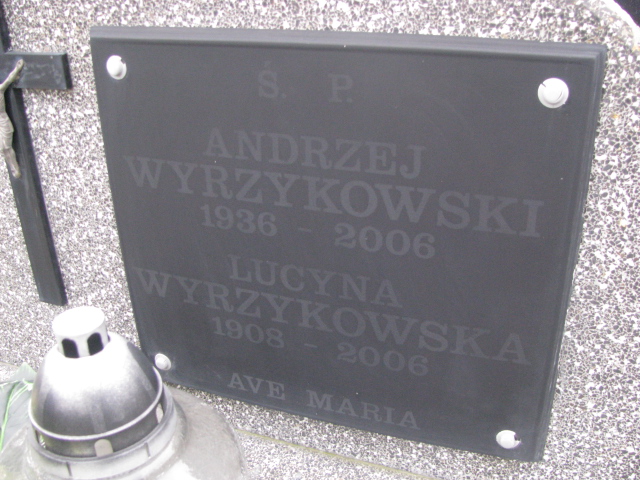 Ś. P.
ANDRZEJ
WYRZYKOWSKI
1936 - 2006
LUCYNA
WYRZYKOWSKA
1908 - 2006
AVE MARIA